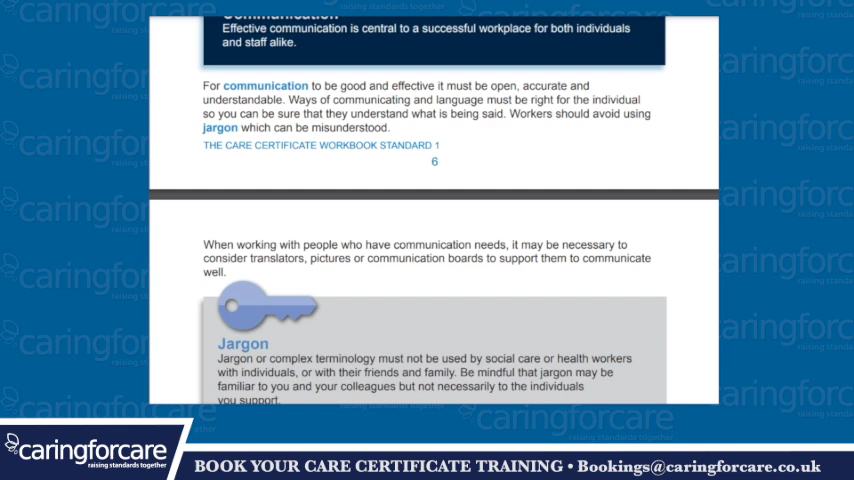 Communication
Effective communication is central to a successful workplace for both individuals
and staff alike.
For communication to be good and effective it must be open, accurate and
understandable. Ways of communicating and language must be right for the individual
so you can be sure that they understand what is being said. Workers should avoid using
jargon which can be misunderstood.
THE CARE CERTIFICATE WORKBOOK STANDARD 1
6
When working with people who have communication needs, it may be necessary to
consider translators, pictures or communication boards to support them to communicate
well.
Jargon
Jargon or complex terminology must not be used by social care or health workers
with individuals, or with their friends and family. Be mindful that jargon may be
familiar to you and your colleagues but not necessarily to the individuals
you support.
caringforcare
raising standards together
BOOK YOUR CARE CERTIFICATE TRAINING • Bookings@caringforcare.co.uk